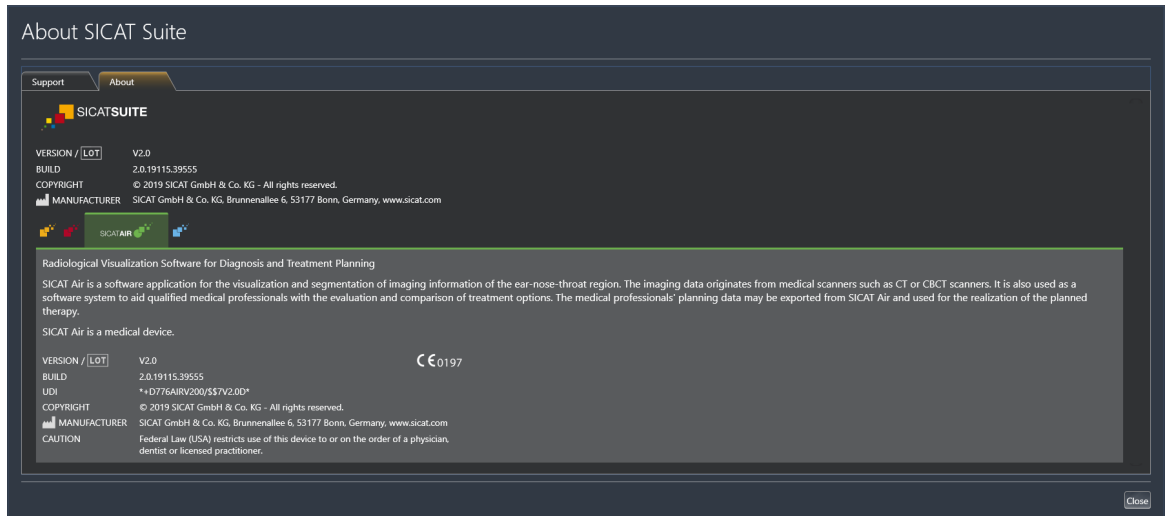 About SICAT Suite
Support
About
SICATSUITE
VERSION / LOT V2.0
BUILD 2.0.19115.39555
COPYRIGHT © 2019 SICAT GmbH & Co. KG - All rights reserved.
MANUFACTURER SICAT GmbH & Co. KG, Brunnenallee 6, 53177 Bonn, Germany, www.sicat.com
SICATAIR
Radiological Visualization Software for Diagnosis and Treatment Planning
SICAT Air is a software application for the visualization and segmentation of imaging information of the ear-nose-throat region. The imaging data originates from medical scanners such as CT or CBCT scanners. It is also used as a
software system to aid qualified medical professionals with the evaluation and comparison of treatment options. The medical professionals' planning data may be exported from SICAT Air and used for the realization of the planned
therapy.
SICAT Air is a medical device.
VERSION / LOT V2.0 CE0197
BUILD 2.0.19115.39555
UDI *+D776AIRV200/$$7V2.0D*
COPYRIGHT © 2019 SICAT GmbH & Co. KG - All rights reserved.
MANUFACTURER SICAT GmbH & Co. KG, Brunnenallee 6, 53177 Bonn, Germany, www.sicat.com
CAUTION Federal Law (USA) restricts use of this device to or on the order of a physician,
dentist or licensed practitioner.
Close